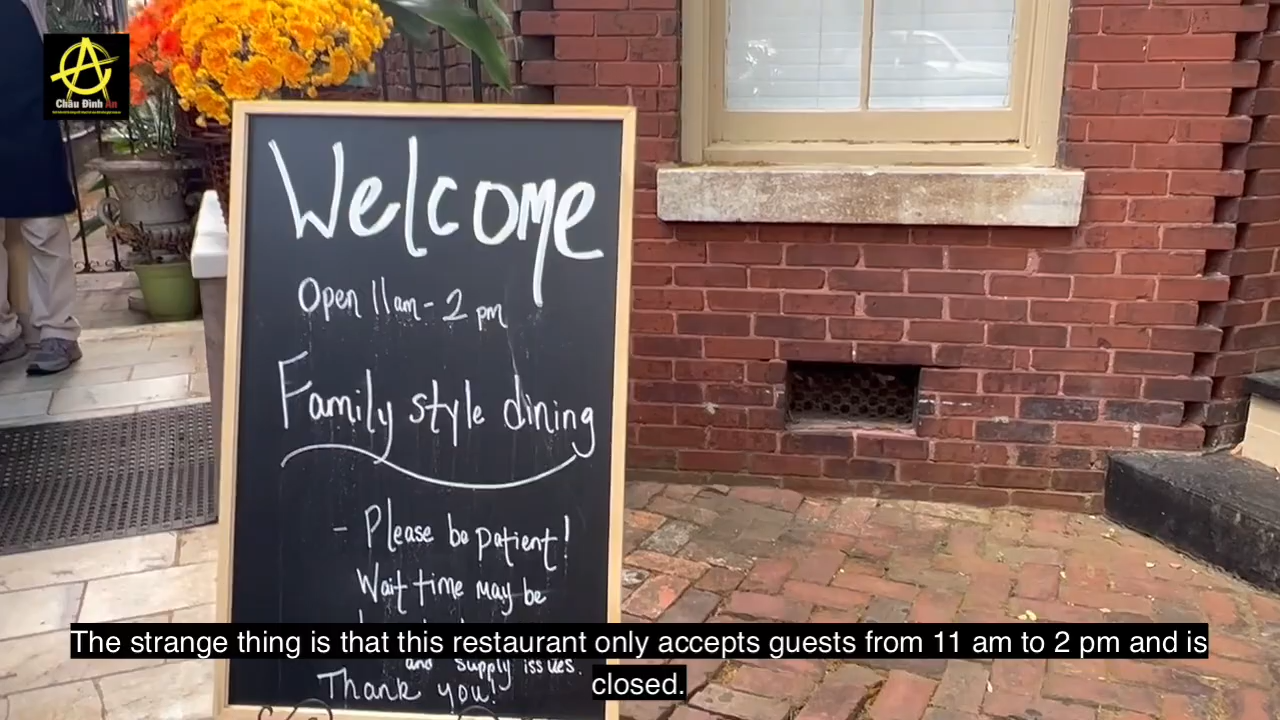 Châu Đình An
Welcome
Open 11am - 2 pm
Family style dining
- Please be patient!
Wait time may be
and supply issues.
Thank you!
The strange thing is that this restaurant only accepts guests from 11 am to 2 pm and is
closed.